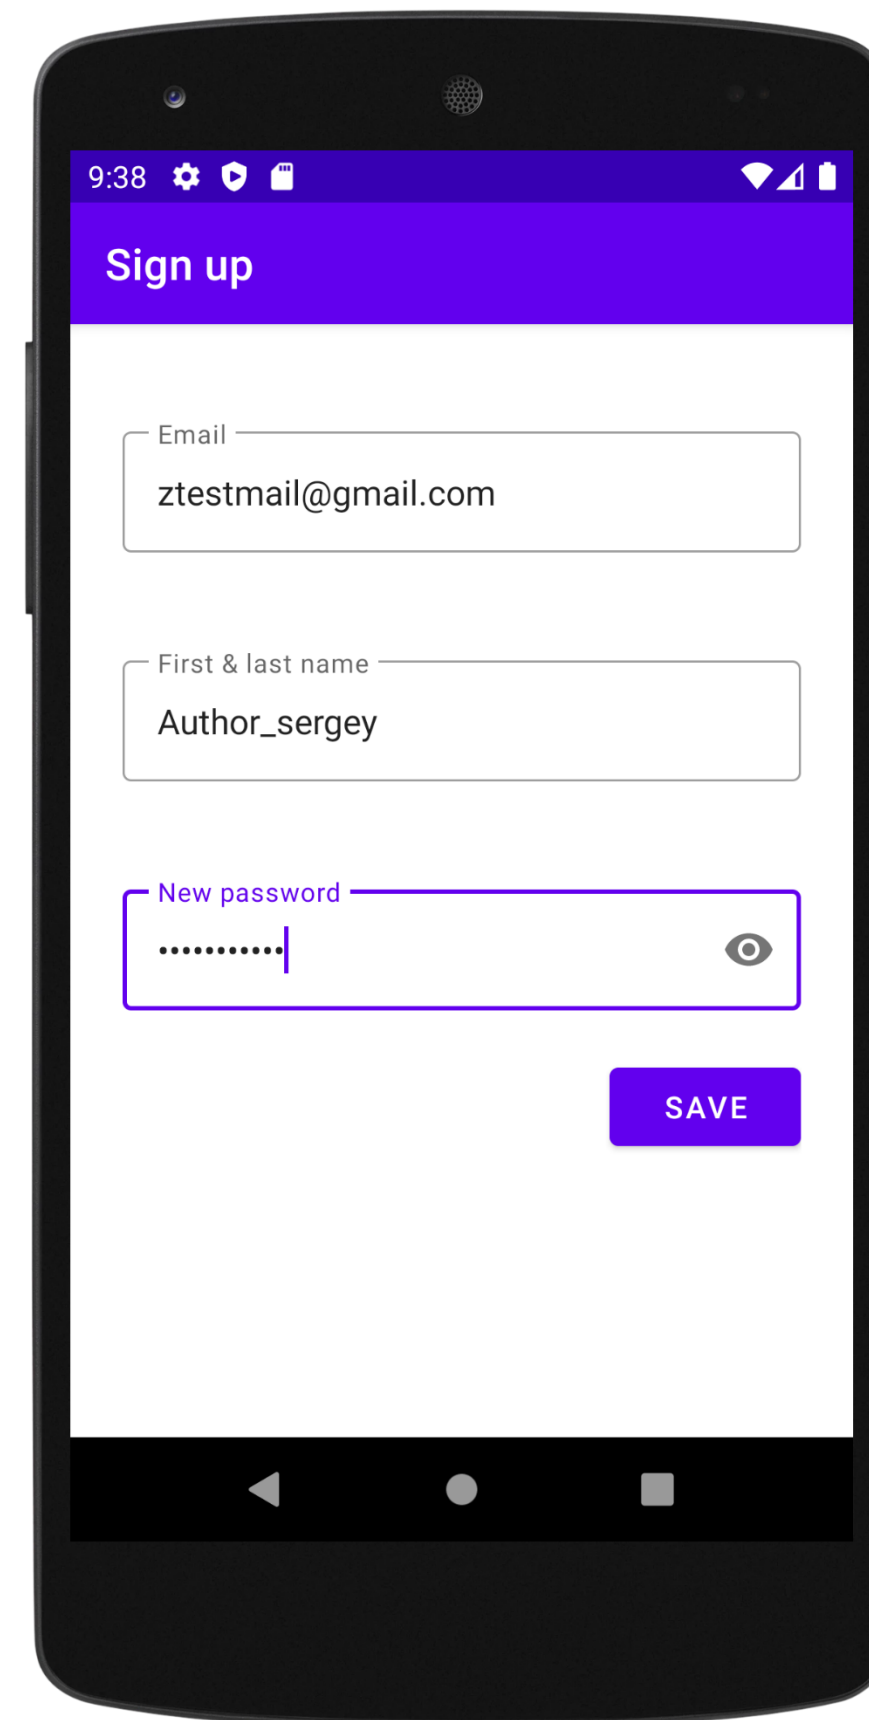 9:38
Sign up
Email
ztestmail@gmail.com
First & last name
Author_sergey
New password
•••••••••••
SAVE